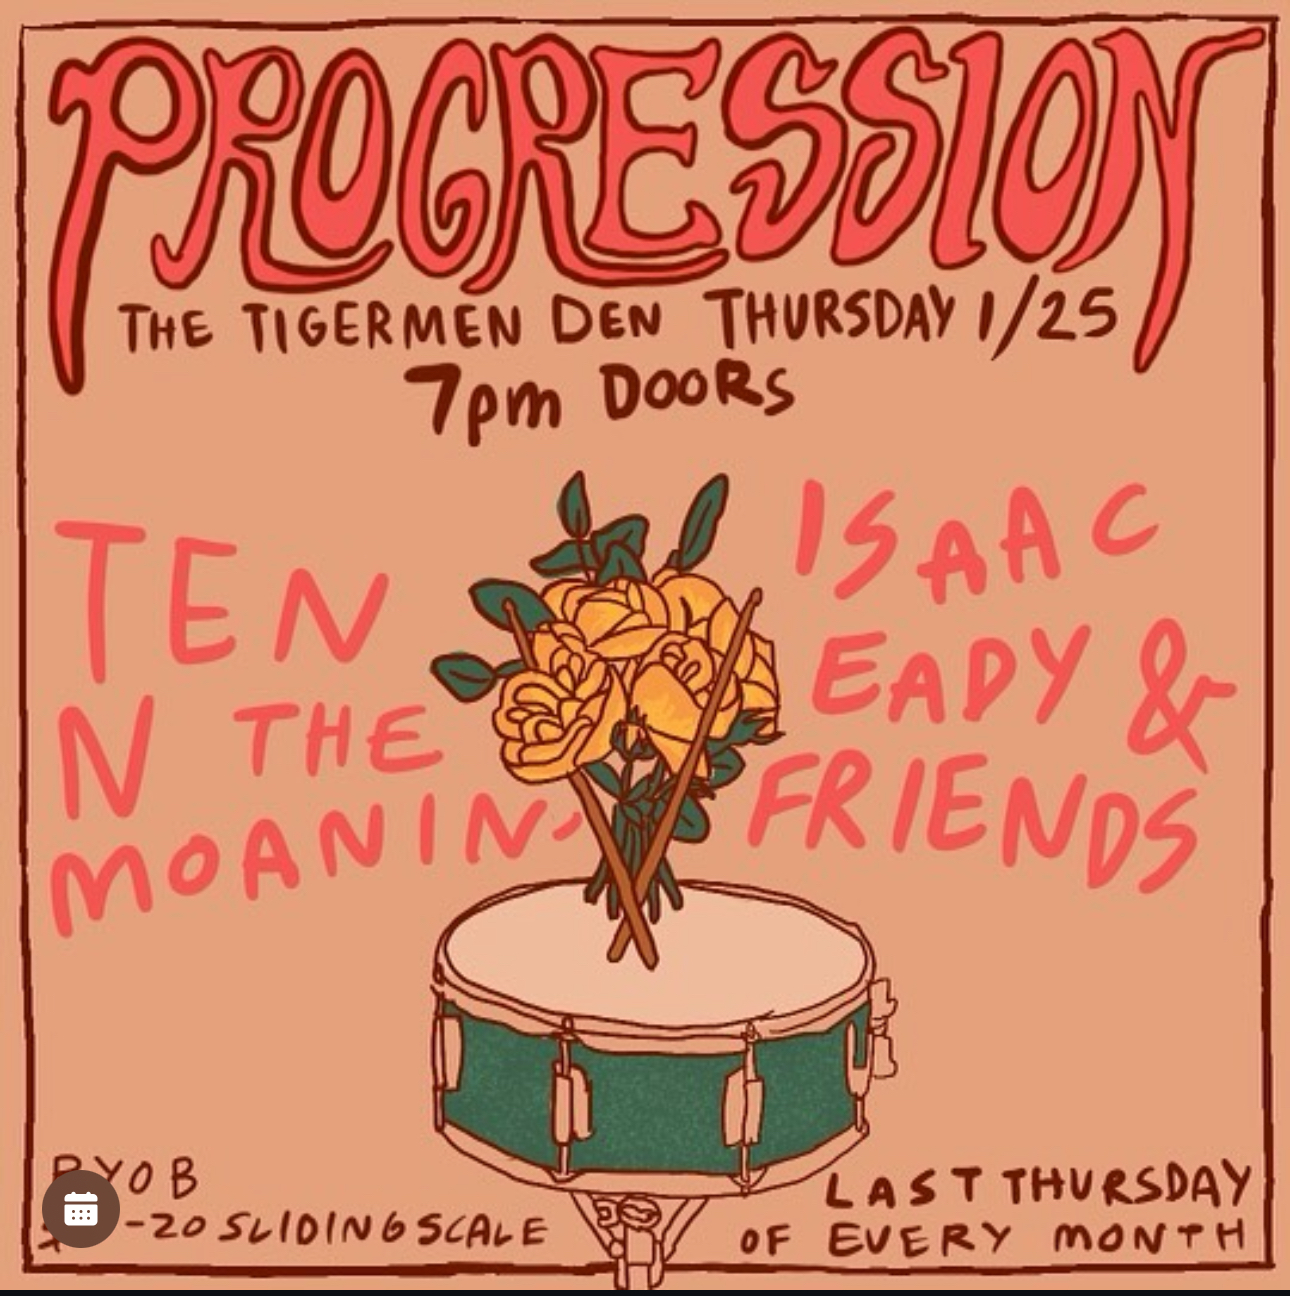 PROGRESSION
THE TIGERMEN DEN THURSDAY 1/25
7pm DOORS
TEN
N THE
MOANIN'
ISAAC
EADY &
FRIENDS
BYOB
-20 SLIDING SCALE
LAST THURSDAY
OF EVERY MONTH